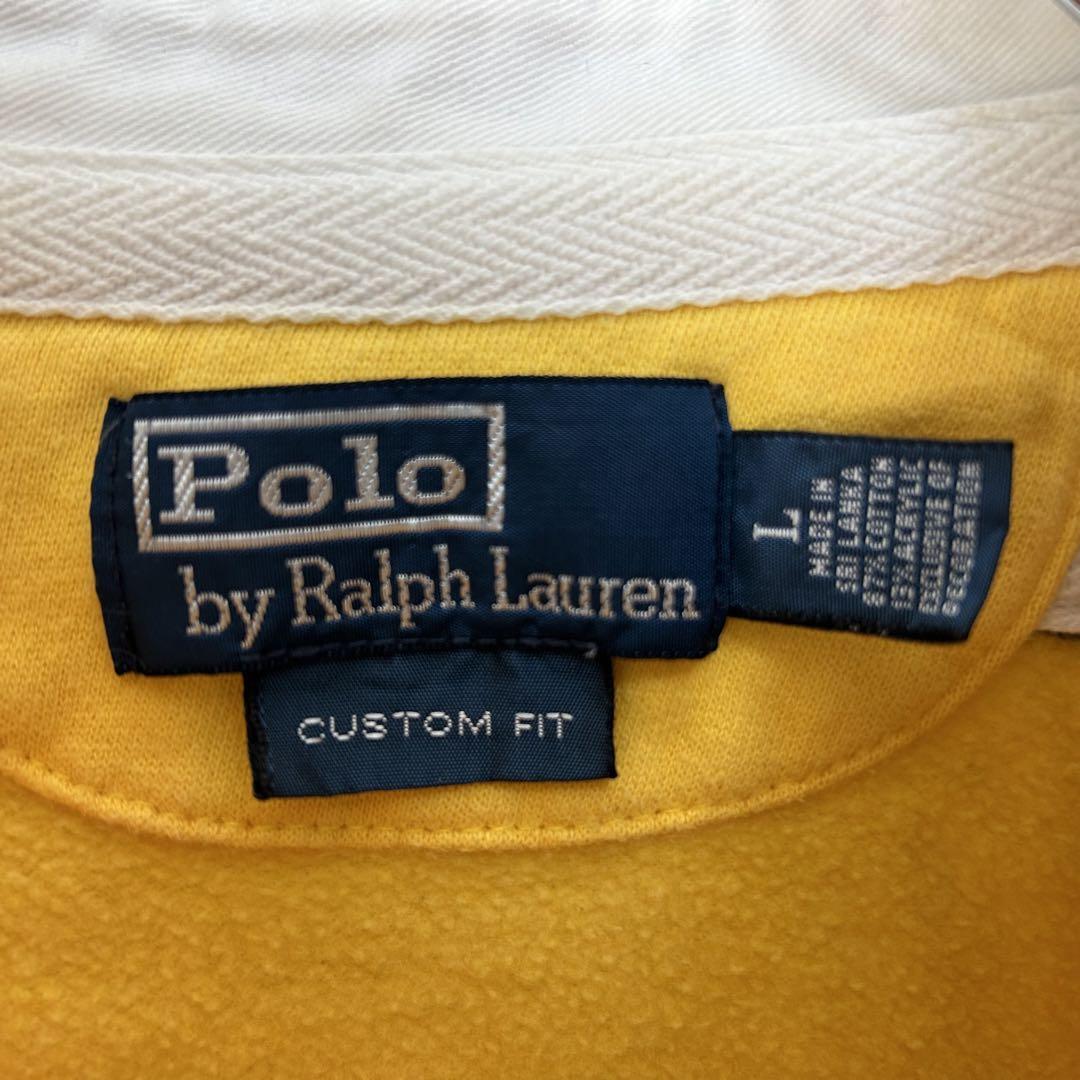 Polo
by Ralph Lauren
CUSTOM FIT
L
MADE IN
SRI LANKA
87% COTTON
13% ACRYLIC
EXCLUSIVE OF
DECORATION